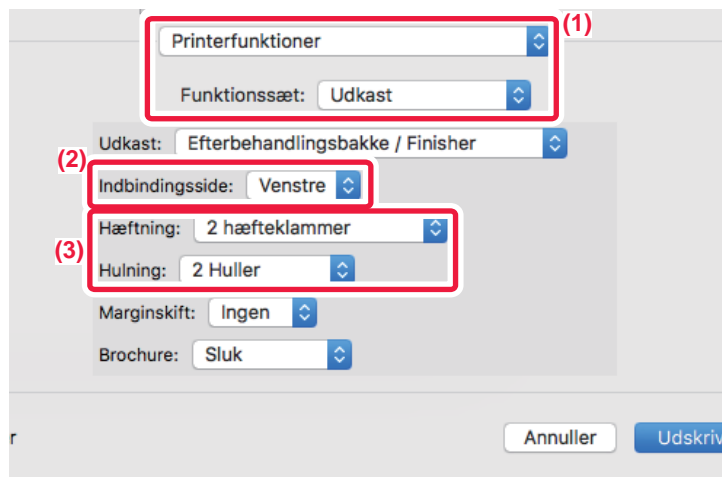 Printerfunktioner
(1)
Funktionssæt: Udkast
Udkast: Efterbehandlingsbakke / Finisher
(2)
Indbindingsside: Venstre
Hæftning: 2 hæfteklammer
(3)
Hulning: 2 Huller
Marginskift: Ingen
Brochure: Sluk
r Annuller Udskriv